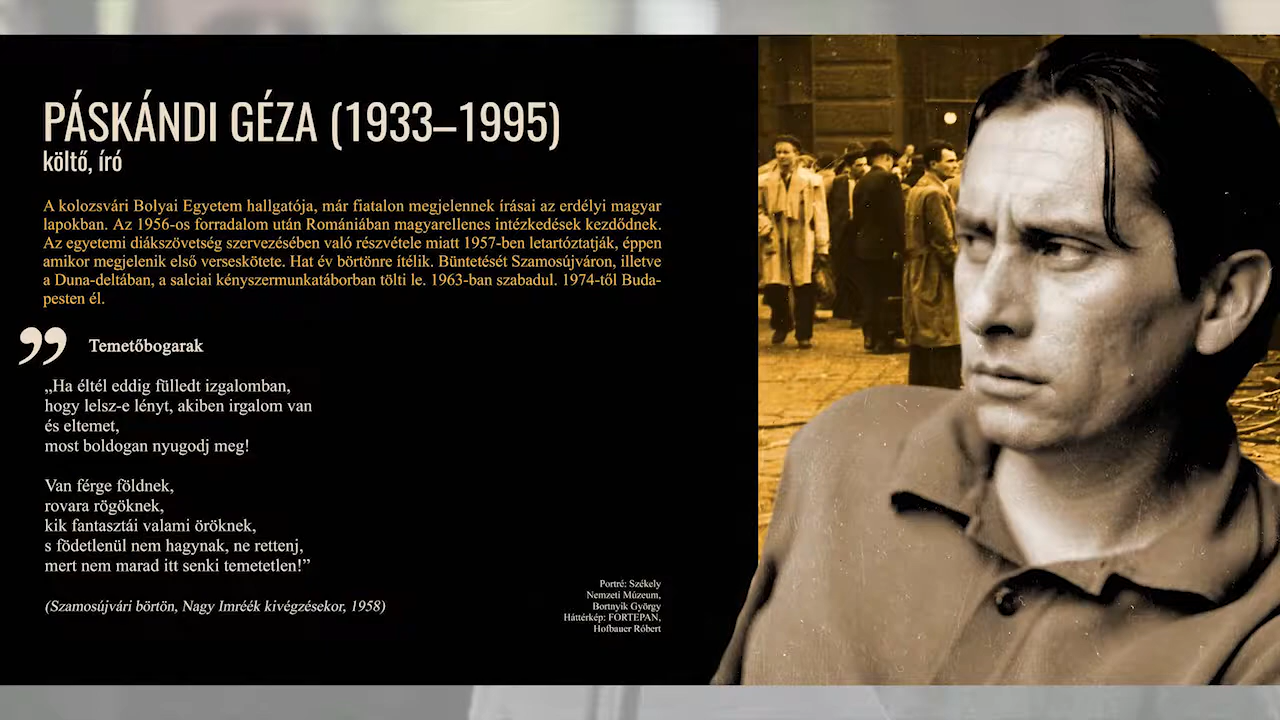 PÁSKÁNDI GÉZA (1933–1995)
költő, író
A kolozsvári Bolyai Egyetem hallgatója, már fiatalon megjelennek írásai az erdélyi magyar
lapokban. Az 1956-os forradalom után Romániában magyarellenes intézkedések kezdődnek.
Az egyetemi diákszövetség szervezésében való részvétele miatt 1957-ben letartóztatják, éppen
amikor megjelenik első verseskötete. Hat év börtönre ítélik. Büntetését Szamosújváron, illetve
a Duna-deltában, a salciai kényszermunkatáborban tölti le. 1963-ban szabadul. 1974-től Buda-
pesten él.
” Temetőbogarak
„Ha éltél eddig fülledt izgalomban,
hogy lelsz-e lényt, akiben irgalom van
és eltemet,
most boldogan nyugodj meg!
Van férge földnek,
rovara rögöknek,
kik fantasztái valami öröknek,
s födetlenül nem hagynak, ne rettenj,
mert nem marad itt senki temetetlen!”
(Szamosújvári börtön, Nagy Imréék kivégzésekor, 1958)
Portré: Székely
Nemzeti Múzeum,
Bortnyik György
Háttérkép: FORTEPAN,
Hofbauer Róbert